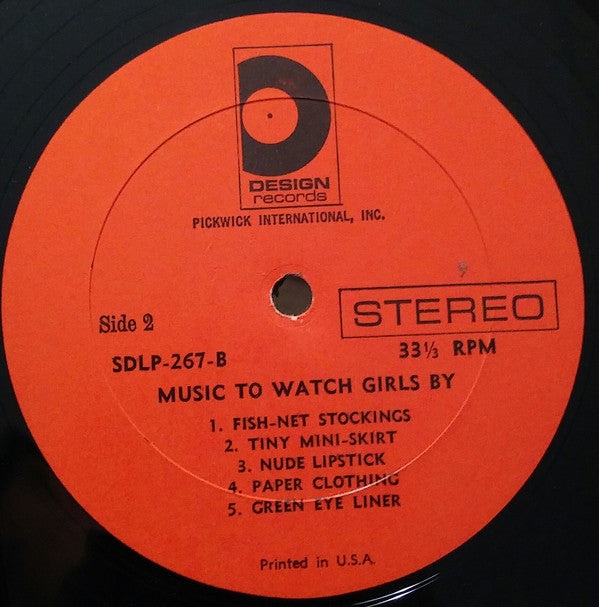 DESIGN
records
PICKWICK INTERNATIONAL, INC.
STEREO
Side 2
SDLP-267-B
33⅓ RPM
MUSIC TO WATCH GIRLS BY
1. FISH-NET STOCKINGS
2. TINY MINI-SKIRT
3. NUDE LIPSTICK
4. PAPER CLOTHING
5. GREEN EYE LINER
Printed in U.S.A.